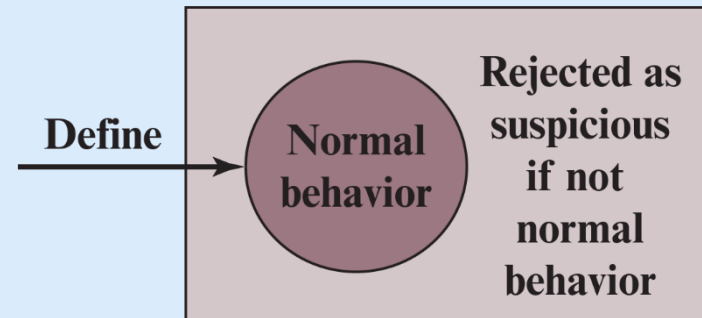 Define
Normal
behavior
Rejected as
suspicious
if not
normal
behavior